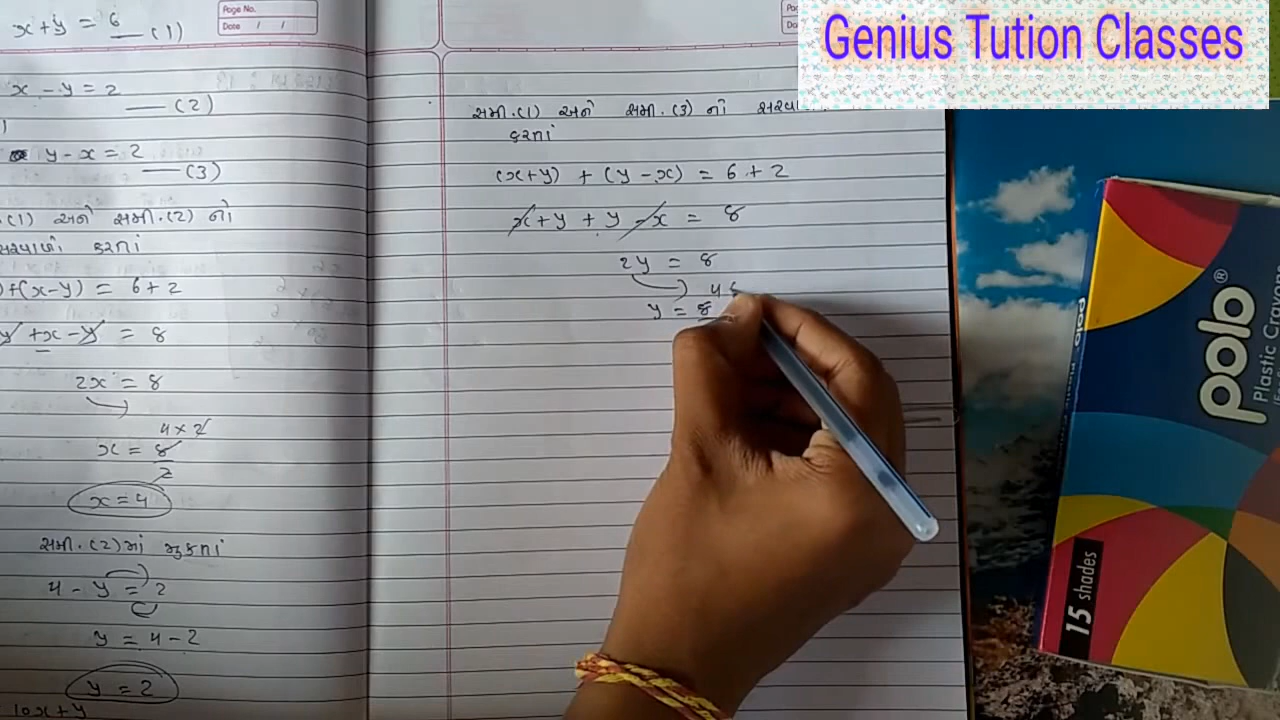 x + y = 6 — (1)
Page No.
Date / /
x - y = 2 — (2)
y - x = 2 — (3)
.(1) અને સમી.(2) નો
સરવાળો કરતાં
)+(x-y) = 6+2
y + x - y = 8
2x = 8
4 × 2
x = 8
2
x = 4
સમી.(2)માં મુકતાં
4 - y = 2
y = 4 - 2
y = 2
10x + y
સમી.(1) અને સમી.(3) નો
કરતાં
(x+y) + (y-x) = 6+2
x + y + y - x = 8
2y = 8
4
y = 8
Genius Tution Classes
polo®
Plastic Crayons
15 shades